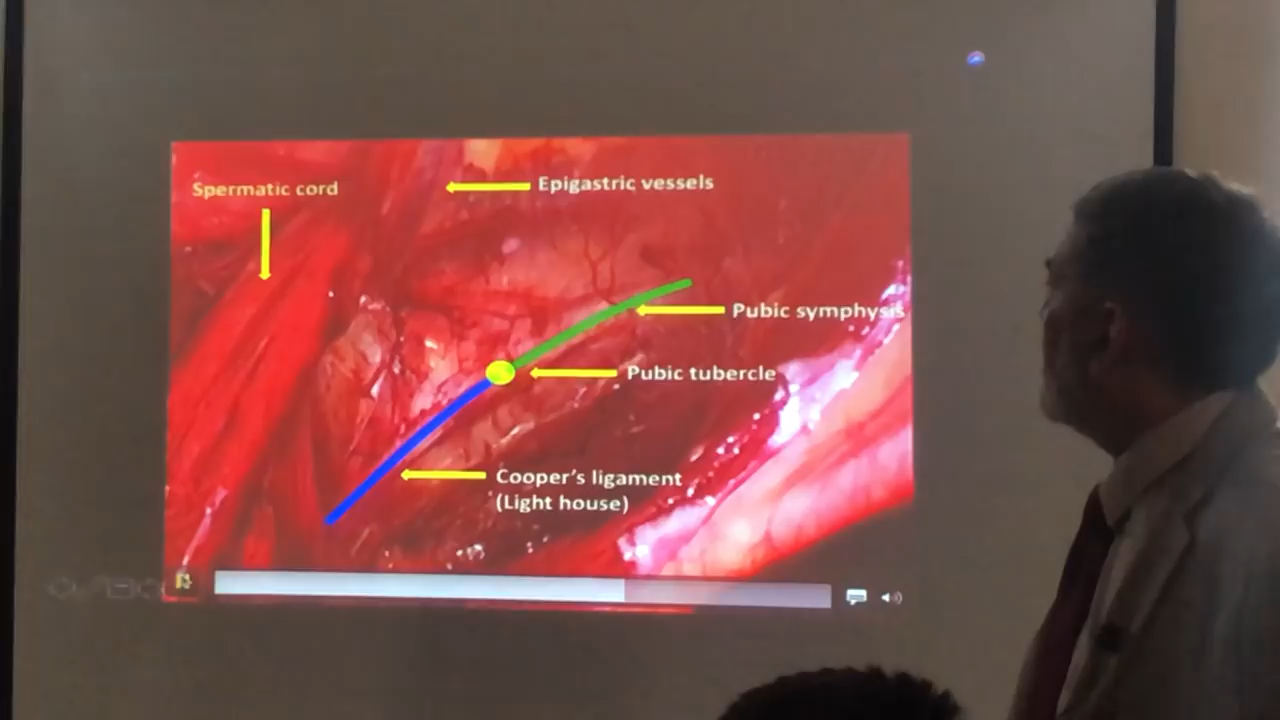 Spermatic cord
Epigastric vessels
Pubic symphysis
Pubic tubercle
Cooper's ligament
(Light house)